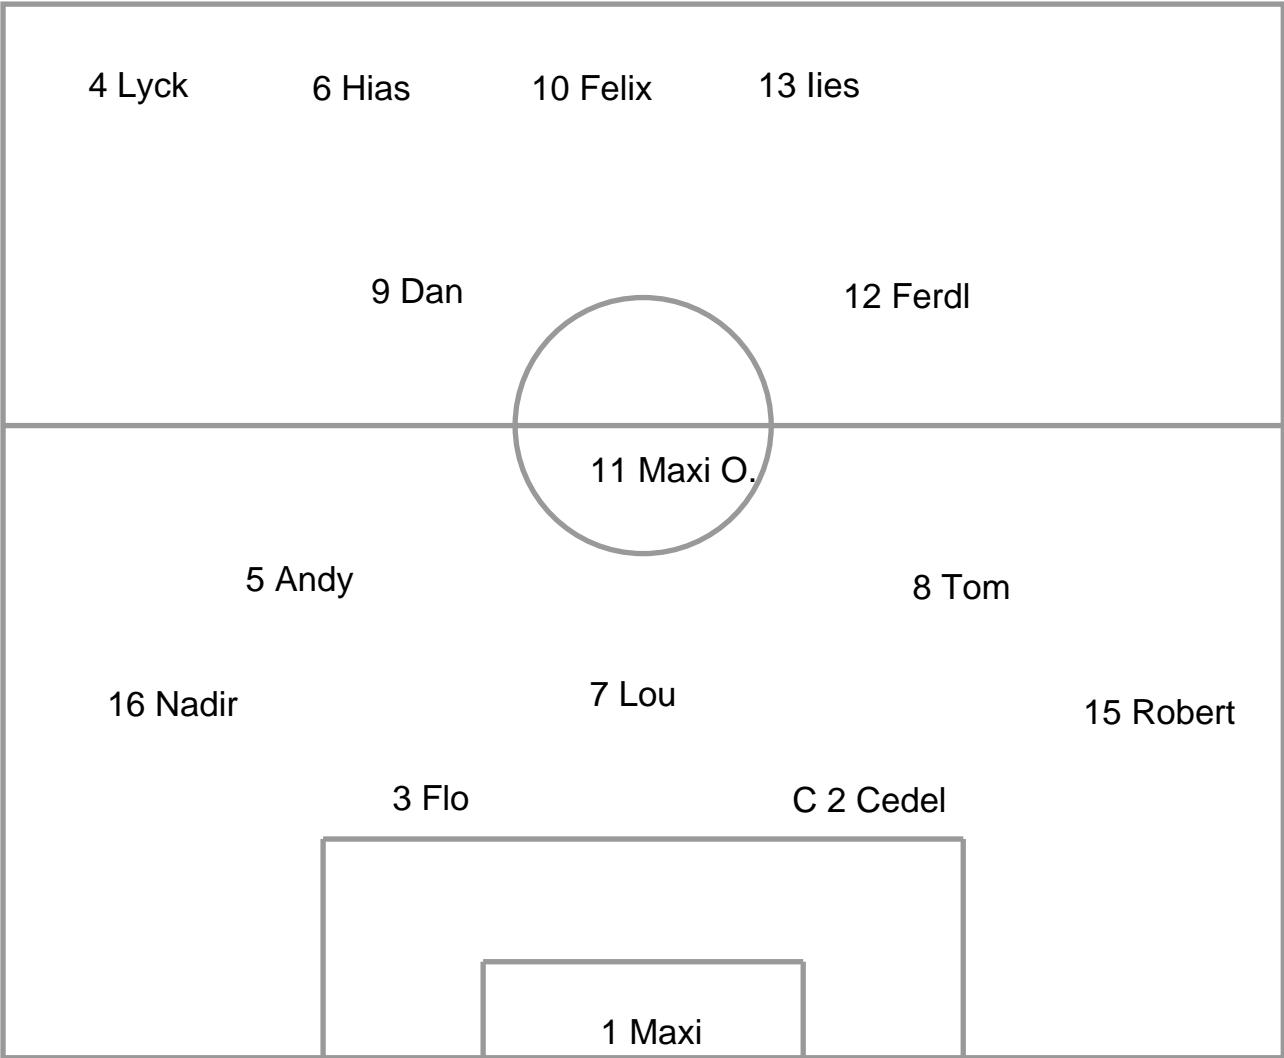 4 Lyck
6 Hias
10 Felix
13 Iies
9 Dan
12 Ferdl
11 Maxi O.
5 Andy
8 Tom
16 Nadir
7 Lou
15 Robert
3 Flo
C 2 Cedel
1 Maxi